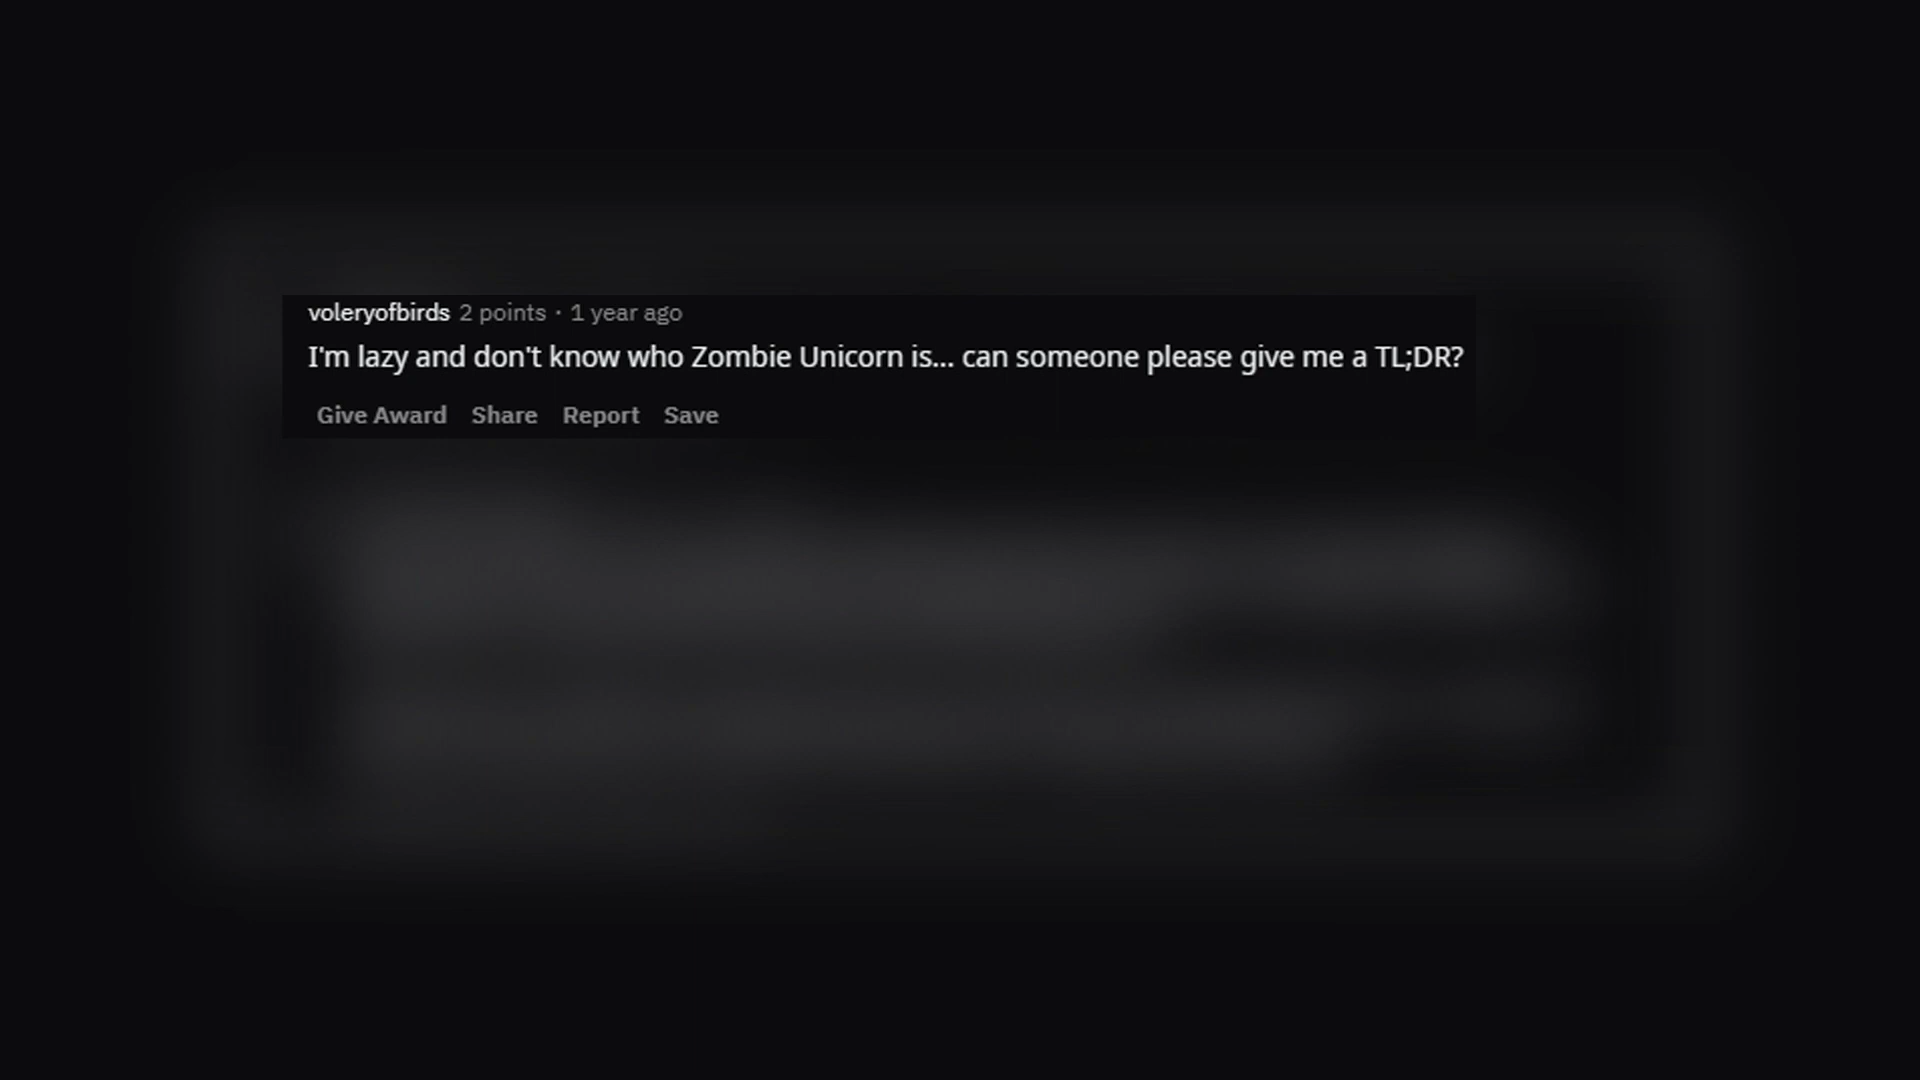 voleryofbirds 2 points · 1 year ago
I'm lazy and don't know who Zombie Unicorn is... can someone please give me a TL;DR?
Give Award Share Report Save